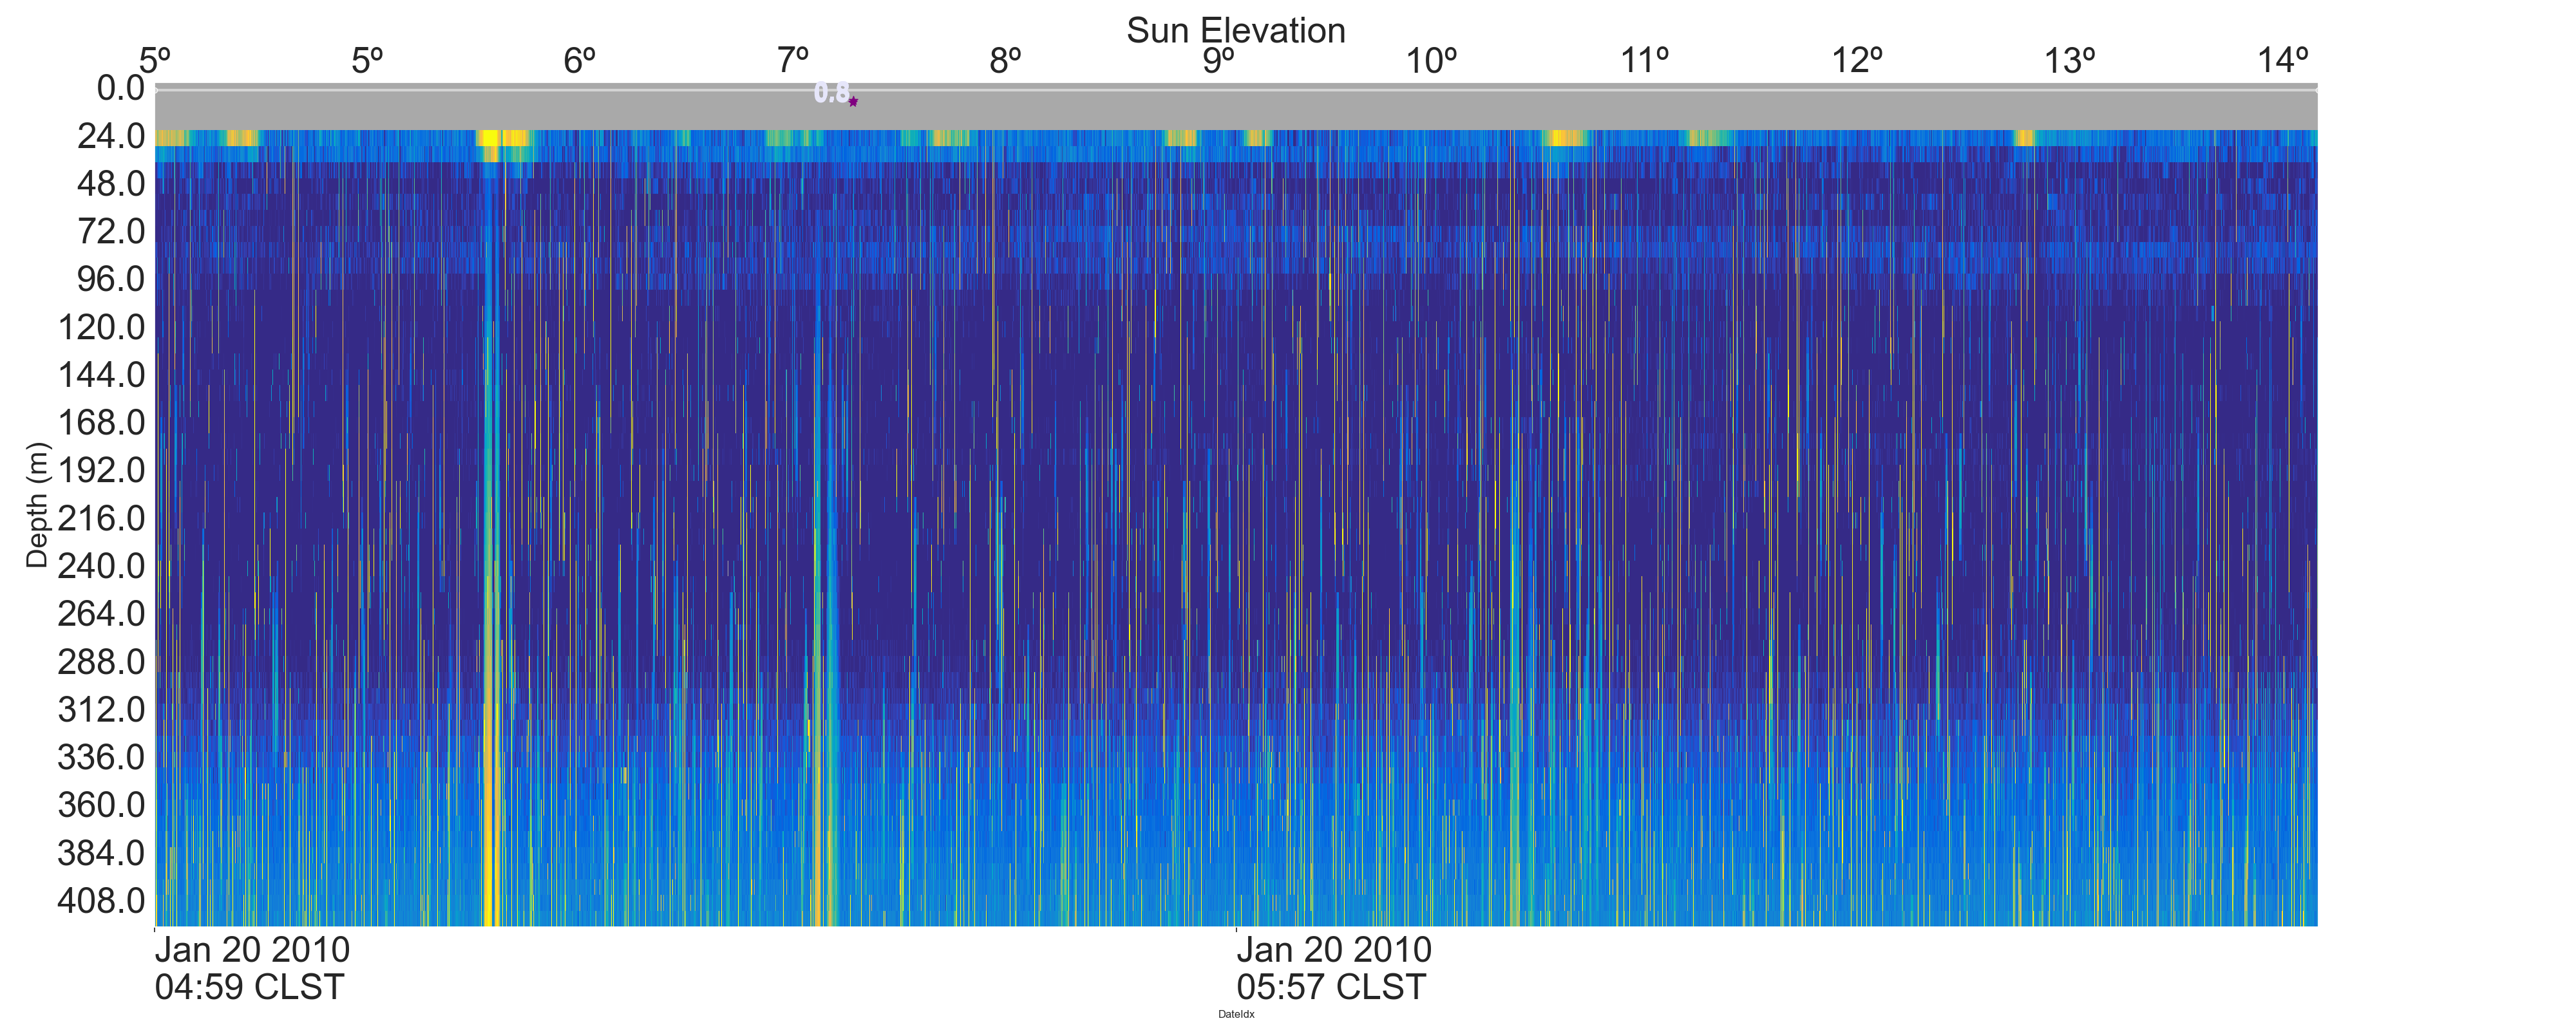 Sun Elevation
5º 5º 6º 7º 8º 9º 10º 11º 12º 13º 14º
0.0
0.8
24.0
48.0
72.0
96.0
120.0
144.0
168.0
192.0
216.0
240.0
264.0
288.0
312.0
336.0
360.0
384.0
408.0
Depth (m)
Jan 20 2010
04:59 CLST
Jan 20 2010
05:57 CLST
DateIdx